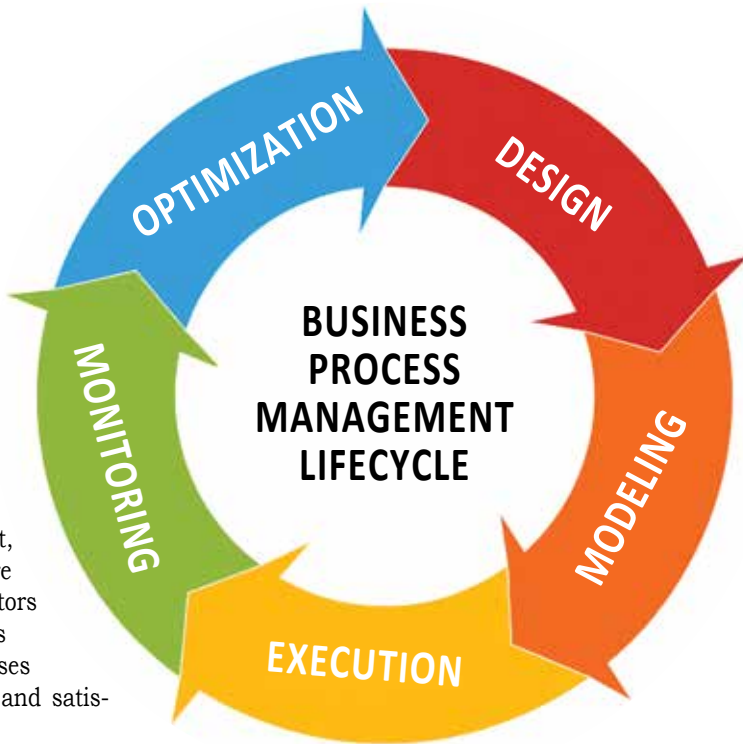 OPTIMIZATION
DESIGN
BUSINESS
PROCESS
MANAGEMENT
LIFECYCLE
MONITORING
MODELING
EXECUTION
and satis-